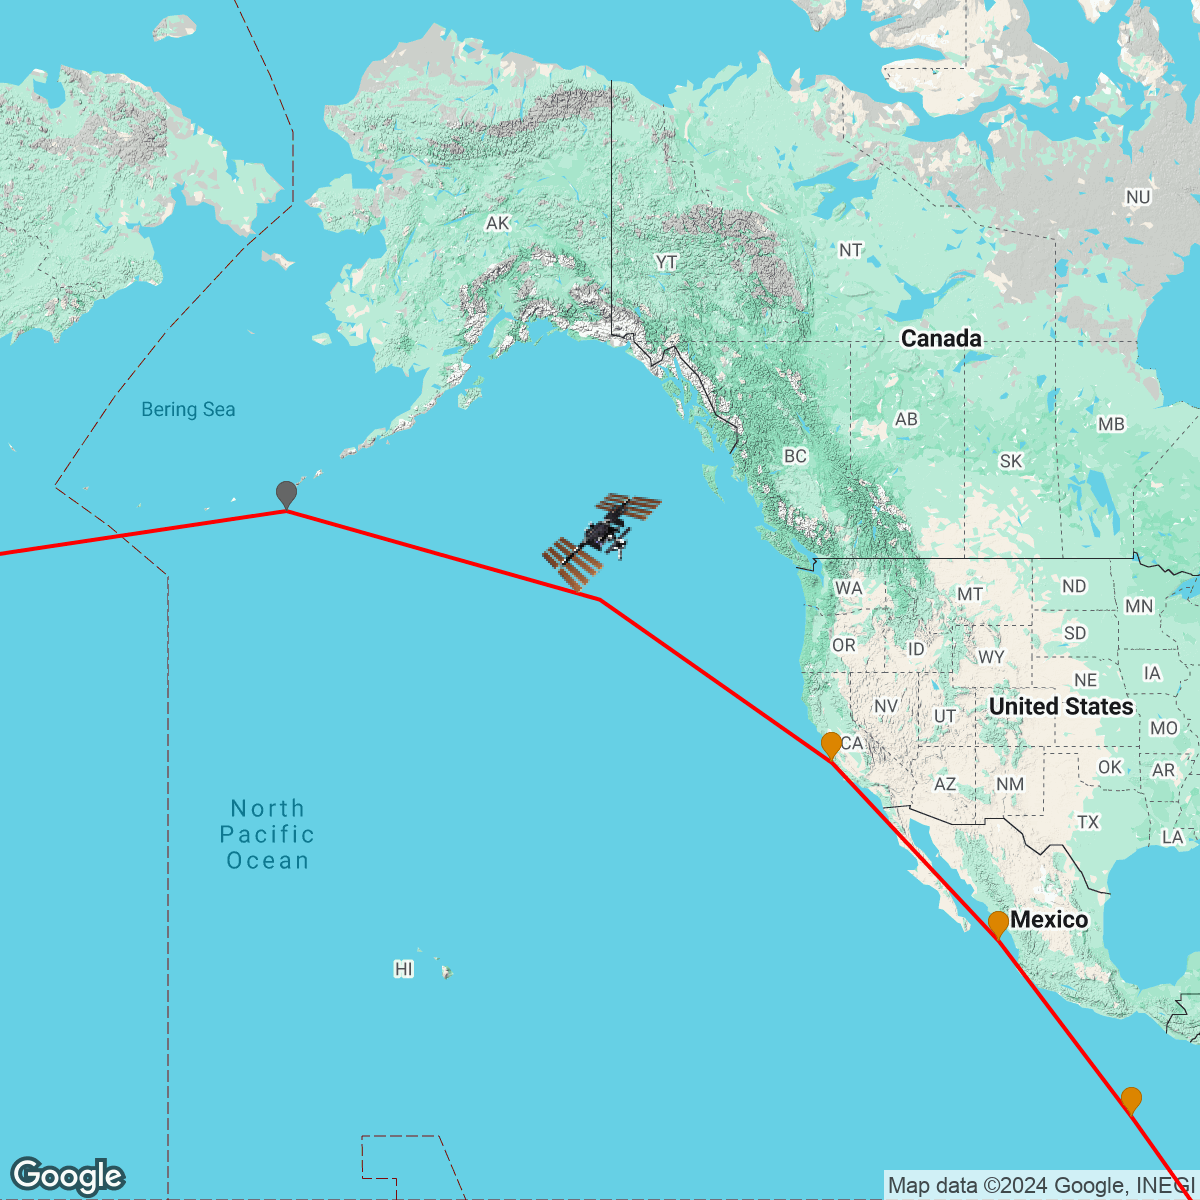 NU
AK
NT
YT
Canada
Bering Sea
AB
MB
BC
SK
WA
MT
ND
MN
OR
ID
SD
WY
NE
IA
NV
UT
United States
MO
CA
OK
AR
AZ
NM
North
Pacific
Ocean
TX
LA
Mexico
HI
Google
Map data ©2024 Google, INEGI